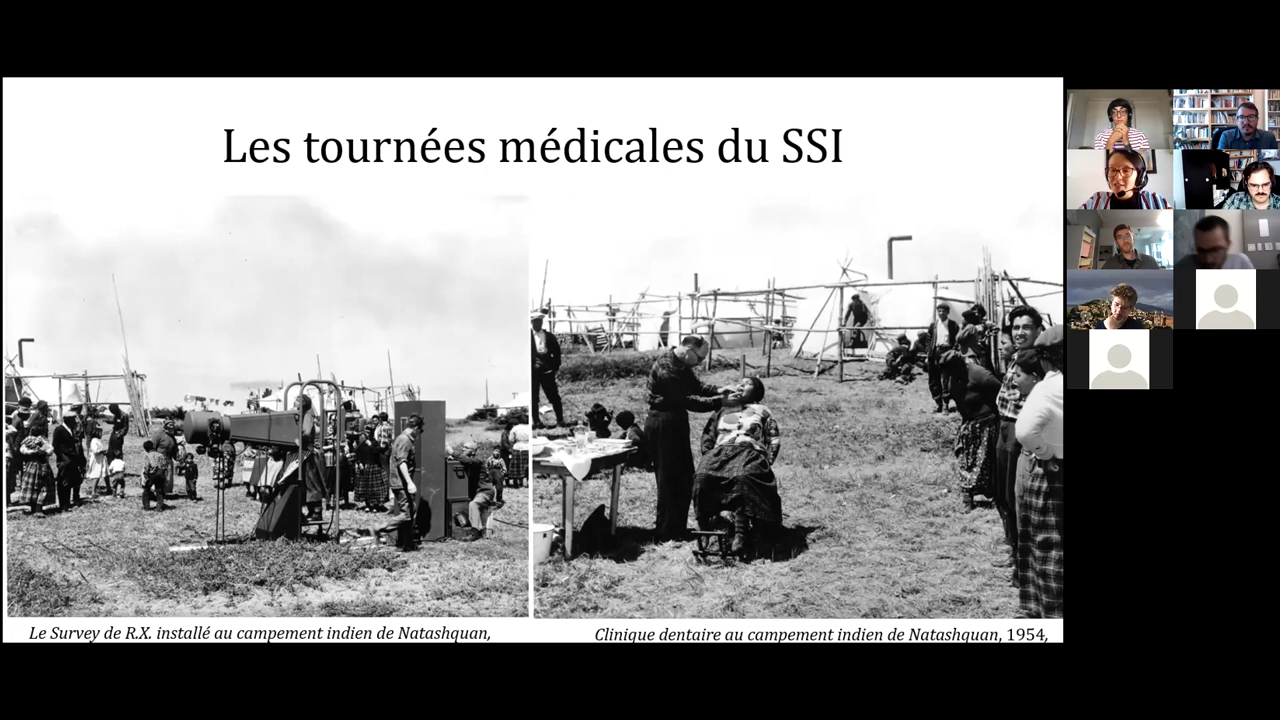 Les tournées médicales du SSI
Le Survey de R.X. installé au campement indien de Natashquan,
Clinique dentaire au campement indien de Natashquan, 1954,